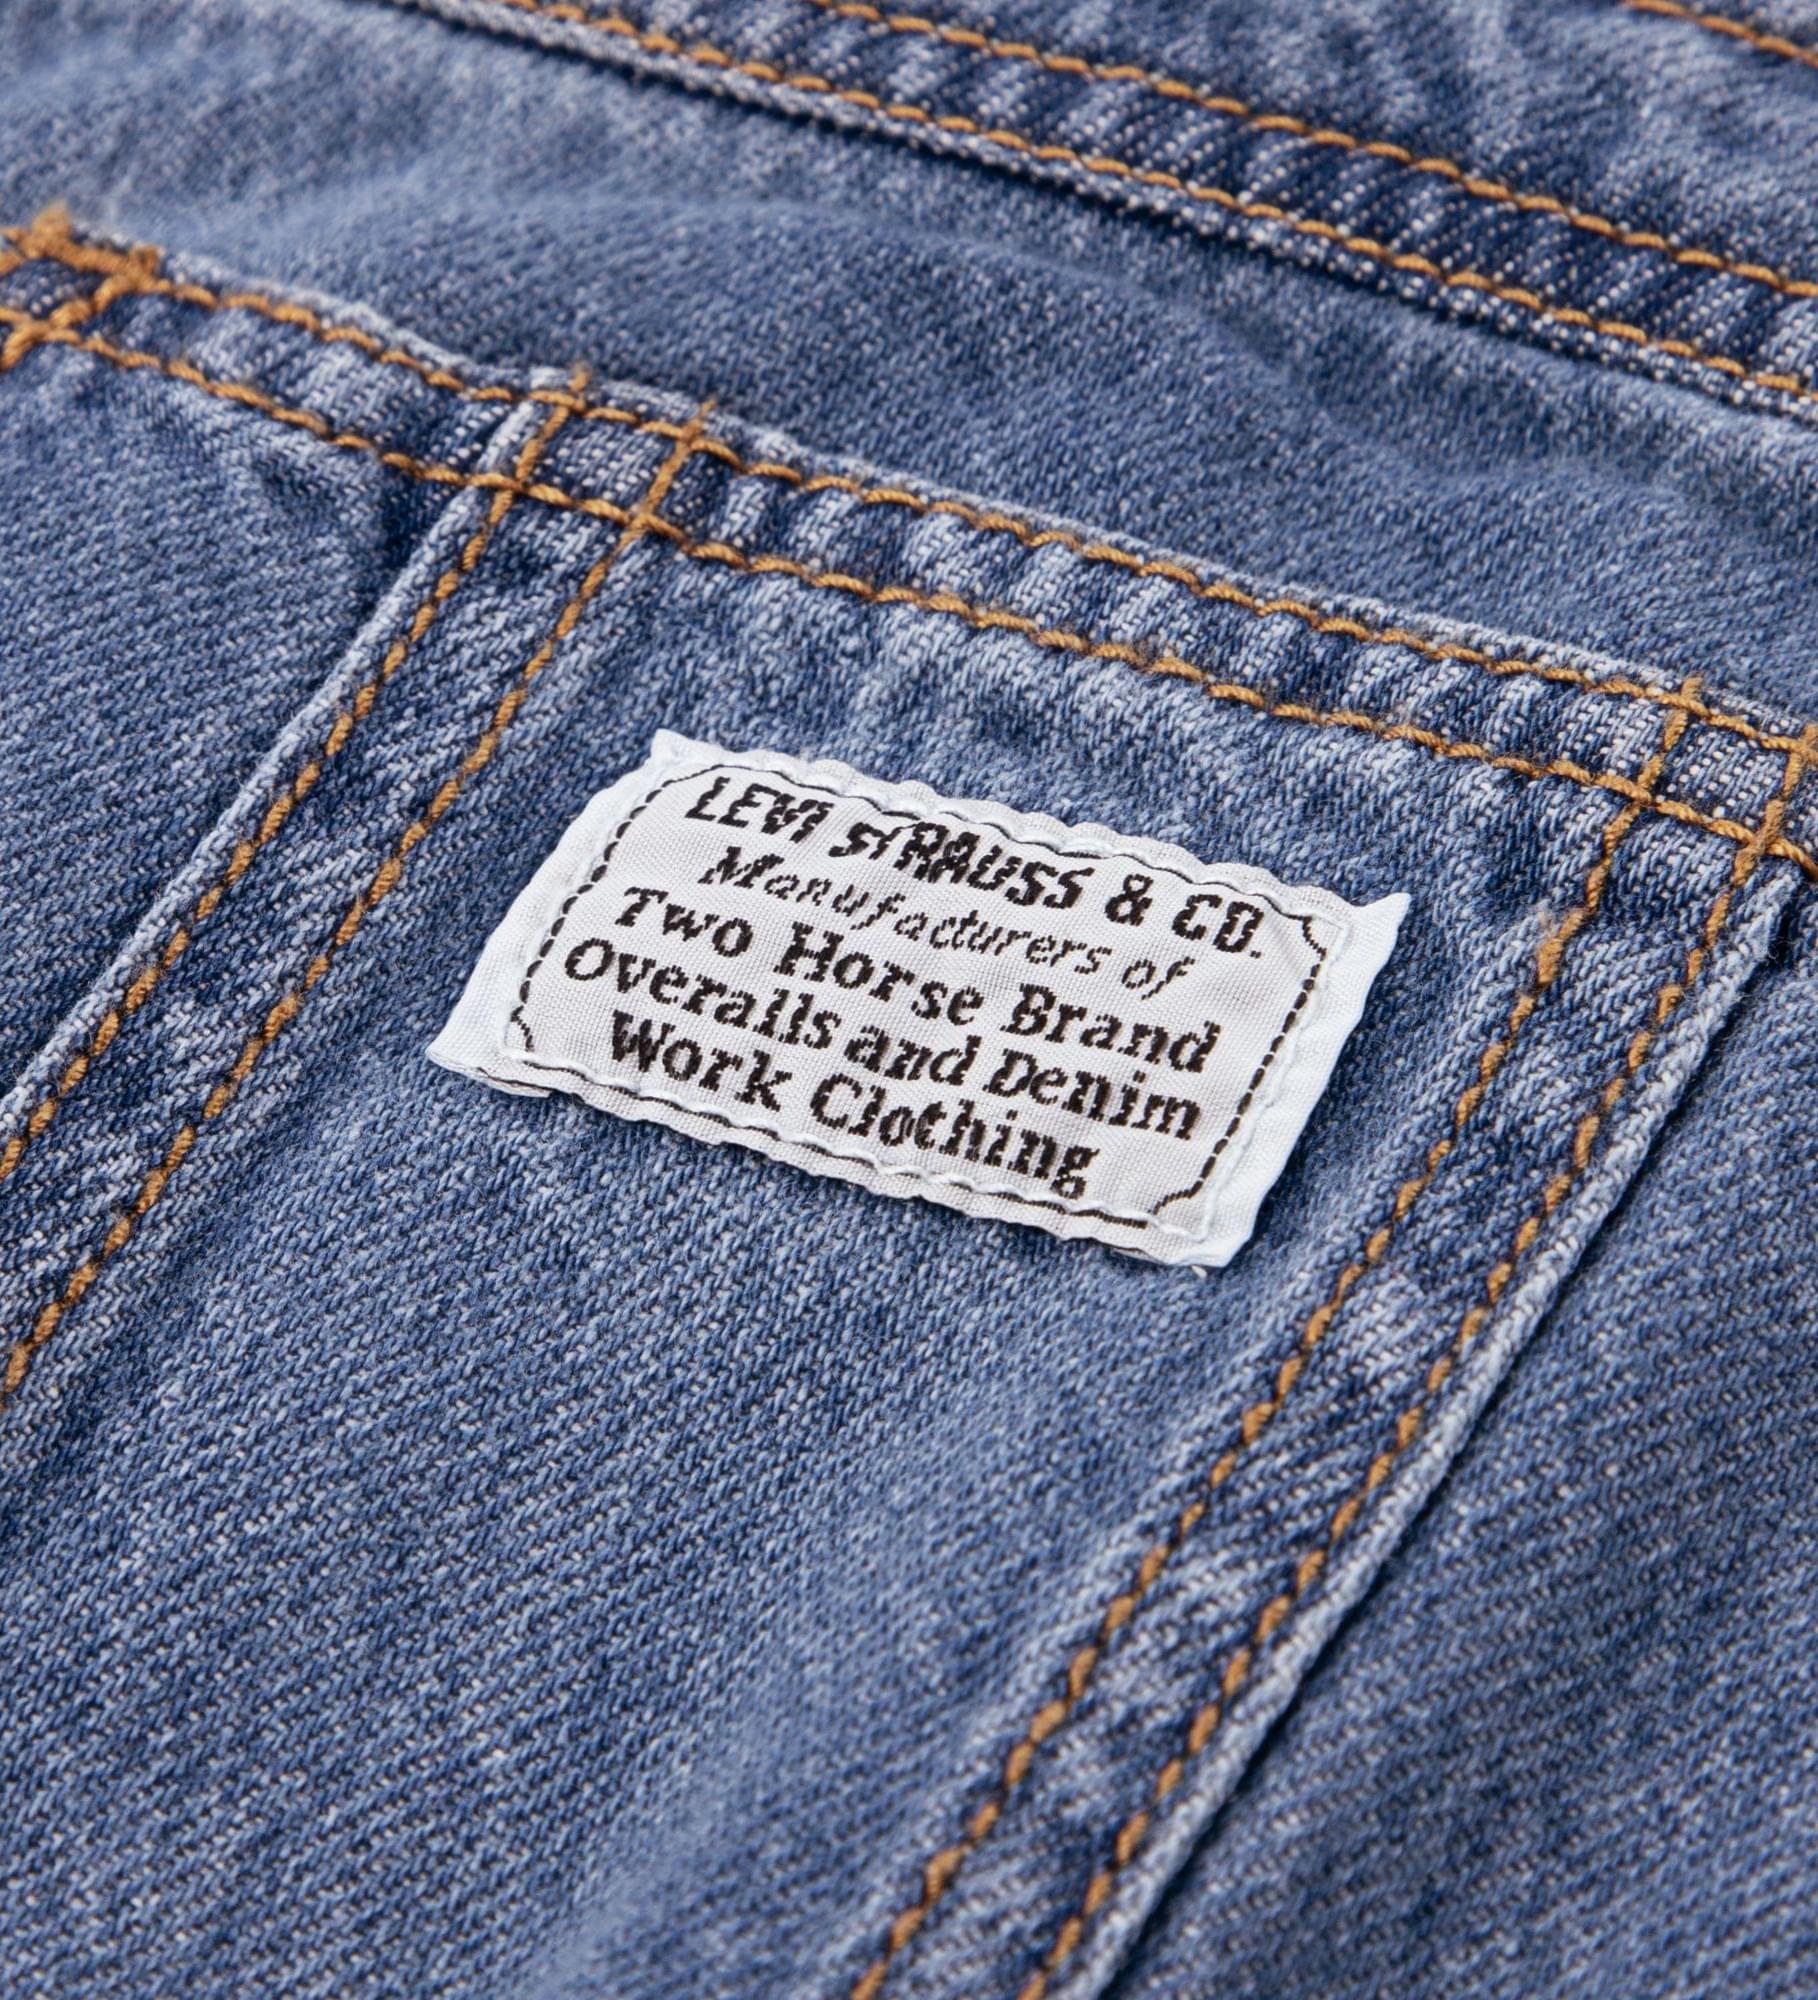 LEVI STRAUSS & CO.
Manufacturers of
Two Horse Brand
Overalls and Denim
Work Clothing